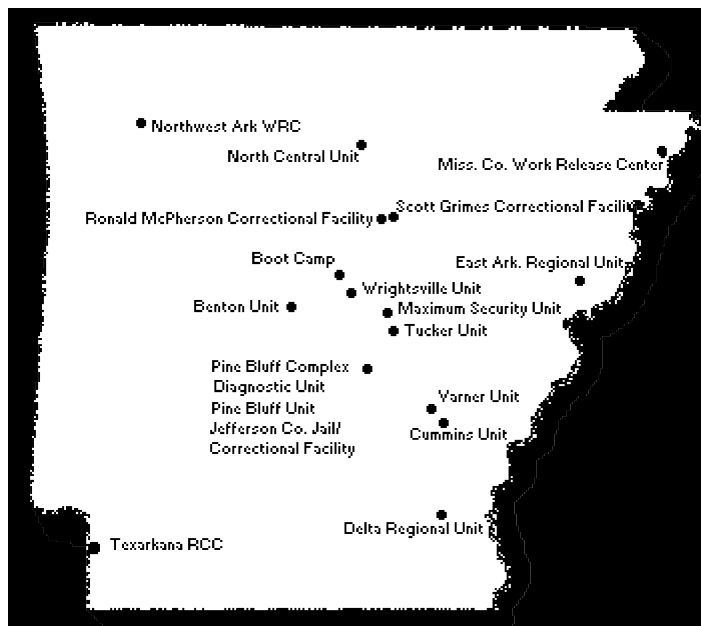 Northwest Ark WRC
North Central Unit
Miss. Co. Work Release Center
Scott Grimes Correctional Facility
Ronald McPherson Correctional Facility
Boot Camp
East Ark. Regional Unit
Wrightsville Unit
Benton Unit
Maximum Security Unit
Tucker Unit
Pine Bluff Complex
Diagnostic Unit
Pine Bluff Unit
Jefferson Co. Jail/
Correctional Facility
Varner Unit
Cummins Unit
Delta Regional Unit
Texarkana RCC